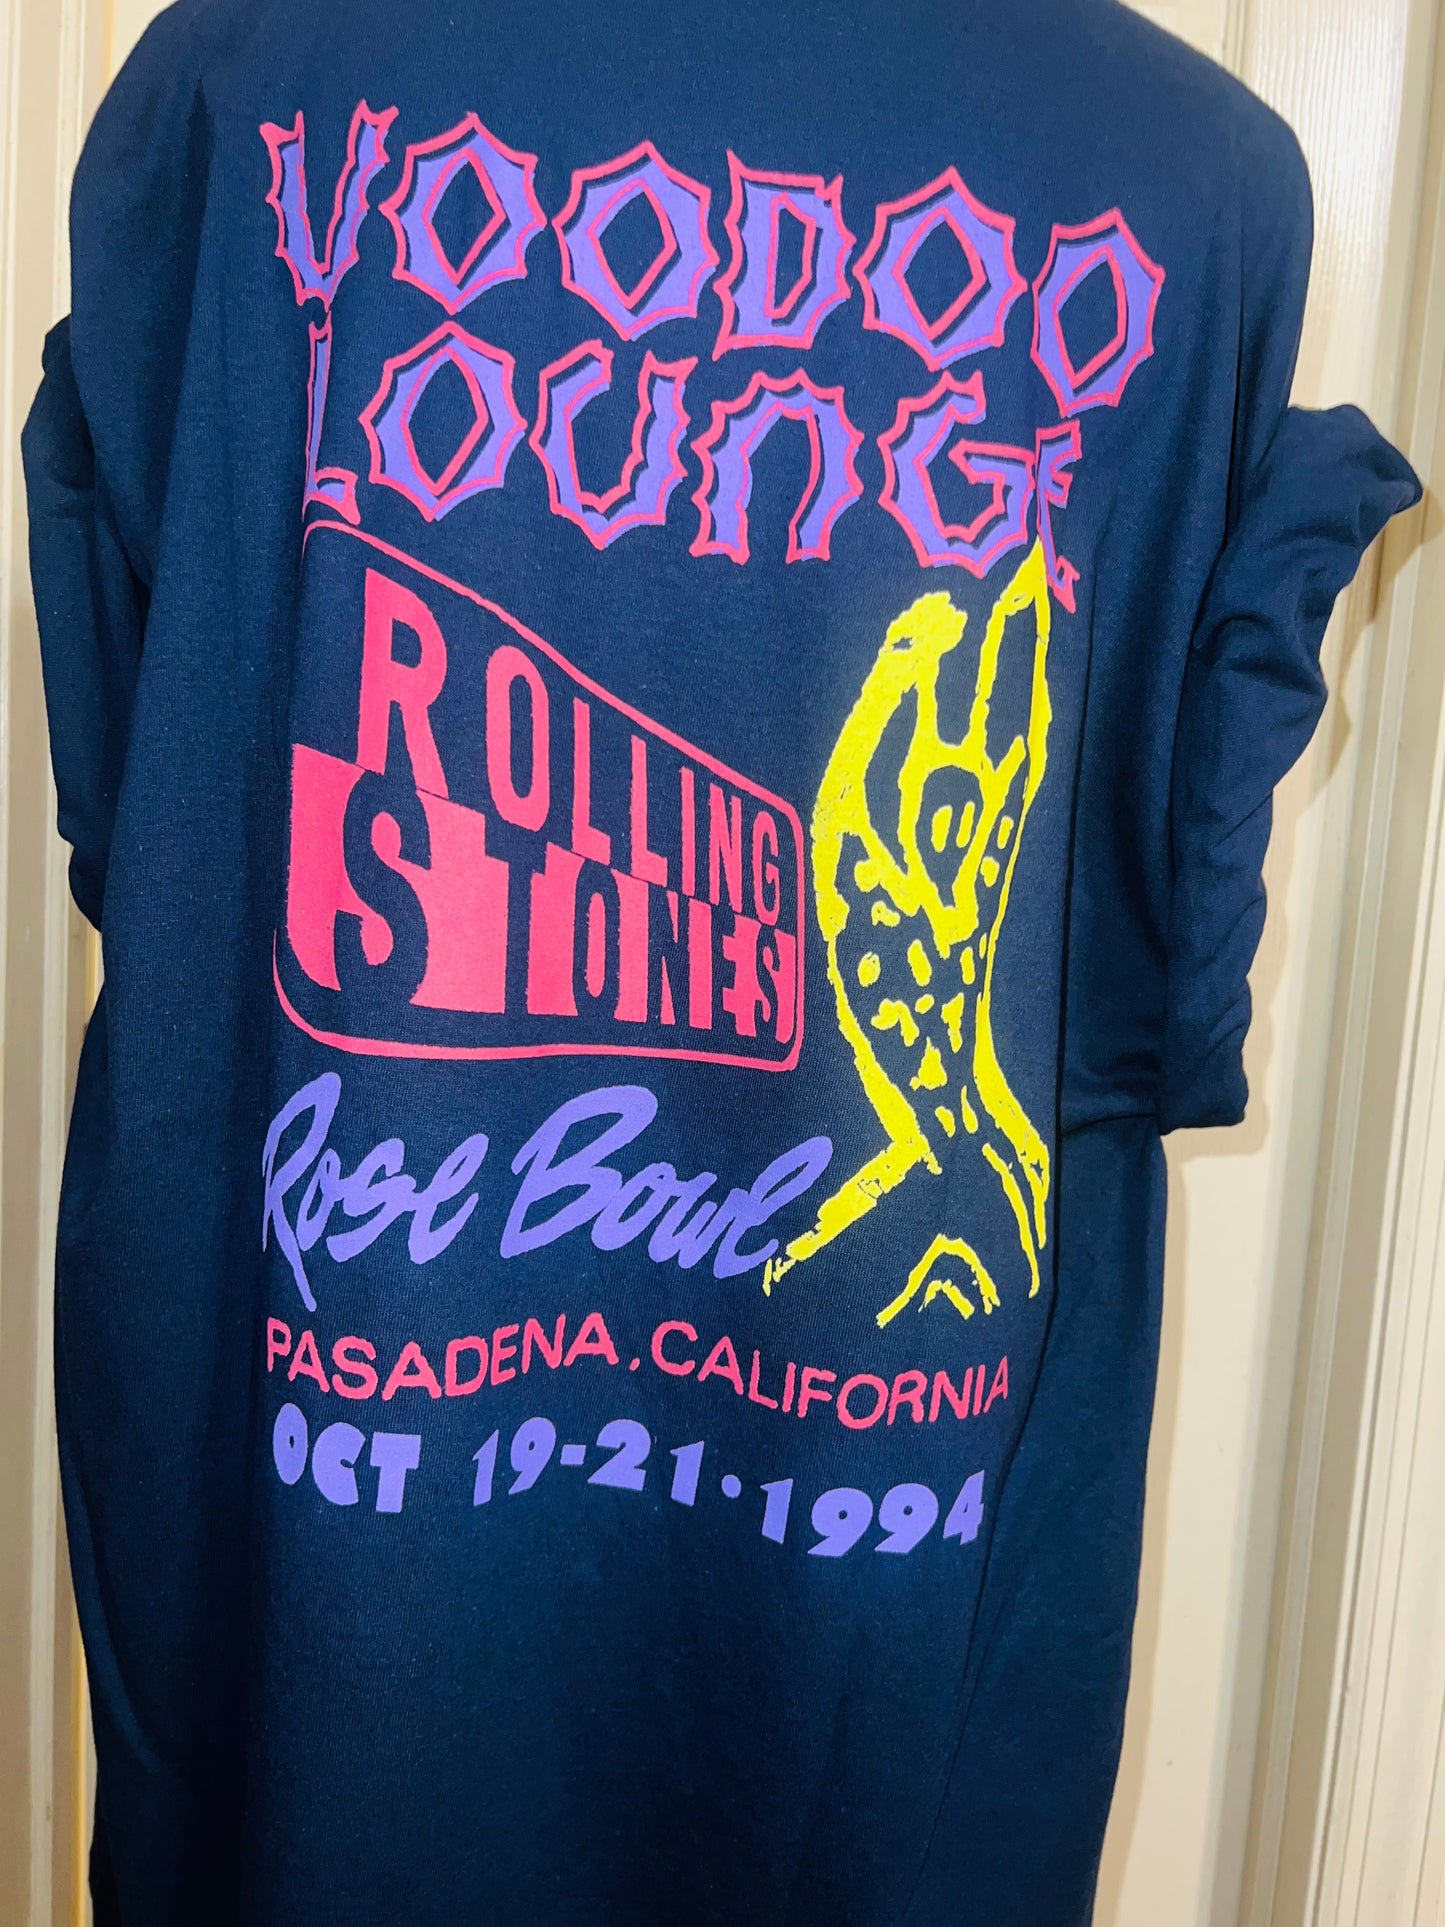 VOODOO
LOUNGE
ROLLING
STONES
Rose Bowl
PASADENA, CALIFORNIA
OCT 19-21•1994